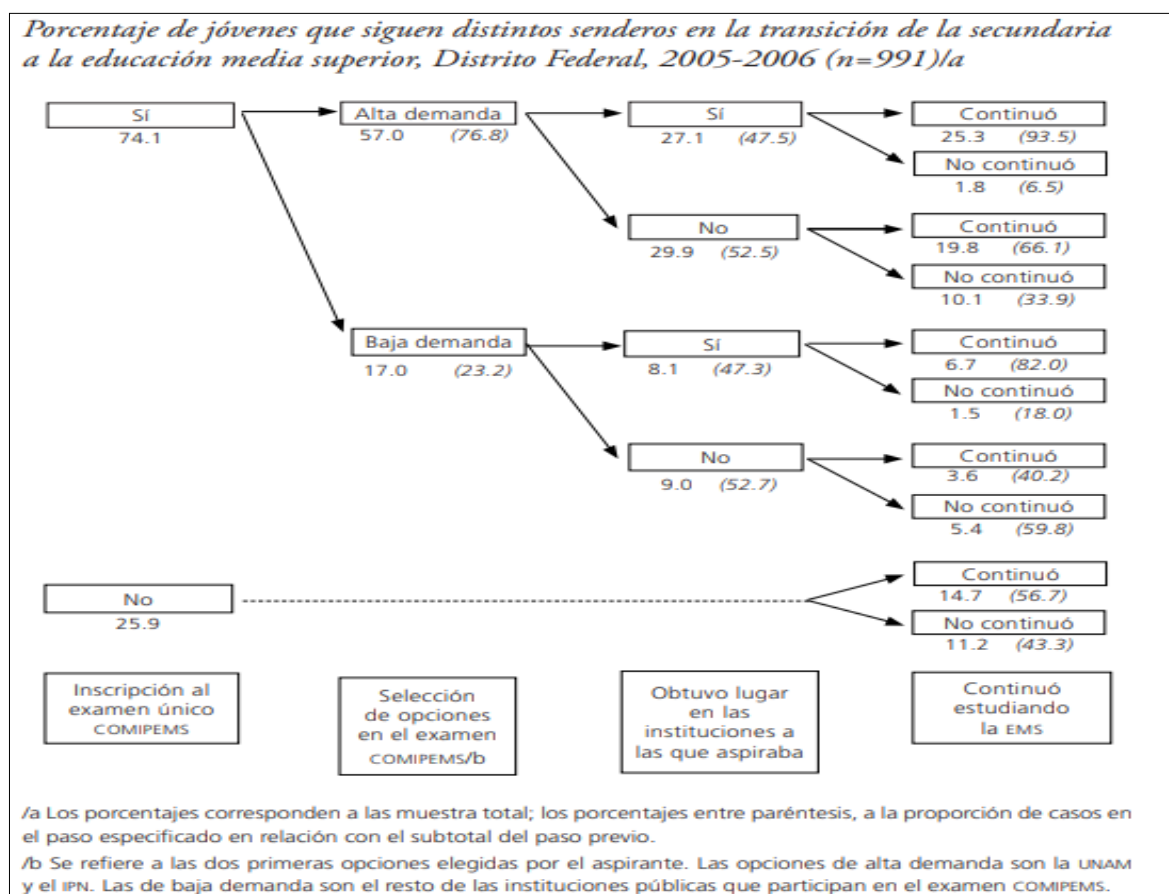 Porcentaje de jóvenes que siguen distintos senderos en la transición de la secundaria
a la educación media superior, Distrito Federal, 2005-2006 (n=991)/a
Sí
74.1
Alta demanda
57.0 (76.8)
Sí
27.1 (47.5)
Continuó
25.3 (93.5)
No continuó
1.8 (6.5)
No
29.9 (52.5)
Continuó
19.8 (66.1)
No continuó
10.1 (33.9)
Baja demanda
17.0 (23.2)
Sí
8.1 (47.3)
Continuó
6.7 (82.0)
No continuó
1.5 (18.0)
No
9.0 (52.7)
Continuó
3.6 (40.2)
No continuó
5.4 (59.8)
No
25.9
Continuó
14.7 (56.7)
No continuó
11.2 (43.3)
Inscripción al
examen único
COMIPEMS
Selección
de opciones
en el examen
COMIPEMS/b
Obtuvo lugar
en las
instituciones a
las que aspiraba
Continuó
estudiando
la EMS
/a Los porcentajes corresponden a las muestra total; los porcentajes entre paréntesis, a la proporción de casos en
el paso especificado en relación con el subtotal del paso previo.
/b Se refiere a las dos primeras opciones elegidas por el aspirante. Las opciones de alta demanda son la UNAM
y el IPN. Las de baja demanda son el resto de las instituciones públicas que participan en el examen COMIPEMS.